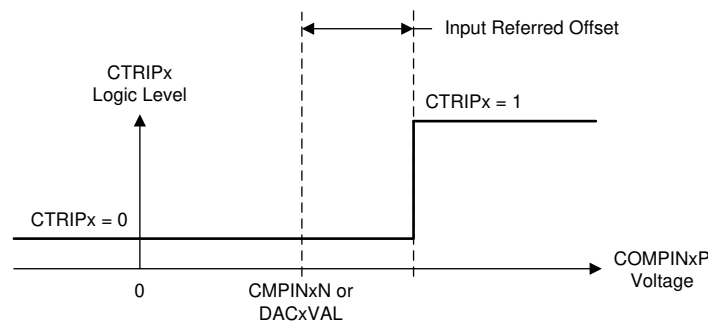 Input Referred Offset
CTRIPx
Logic Level
CTRIPx = 1
CTRIPx = 0
COMPINxP
Voltage
0
CMPINxN or
DACxVAL